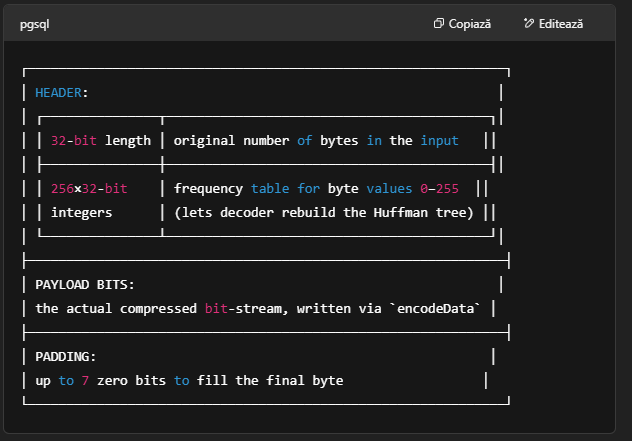 pgsql Copiază Editează
HEADER:
32-bit length original number of bytes in the input
256×32-bit frequency table for byte values 0–255
integers (lets decoder rebuild the Huffman tree)
PAYLOAD BITS:
the actual compressed bit-stream, written via `encodeData`
PADDING:
up to 7 zero bits to fill the final byte